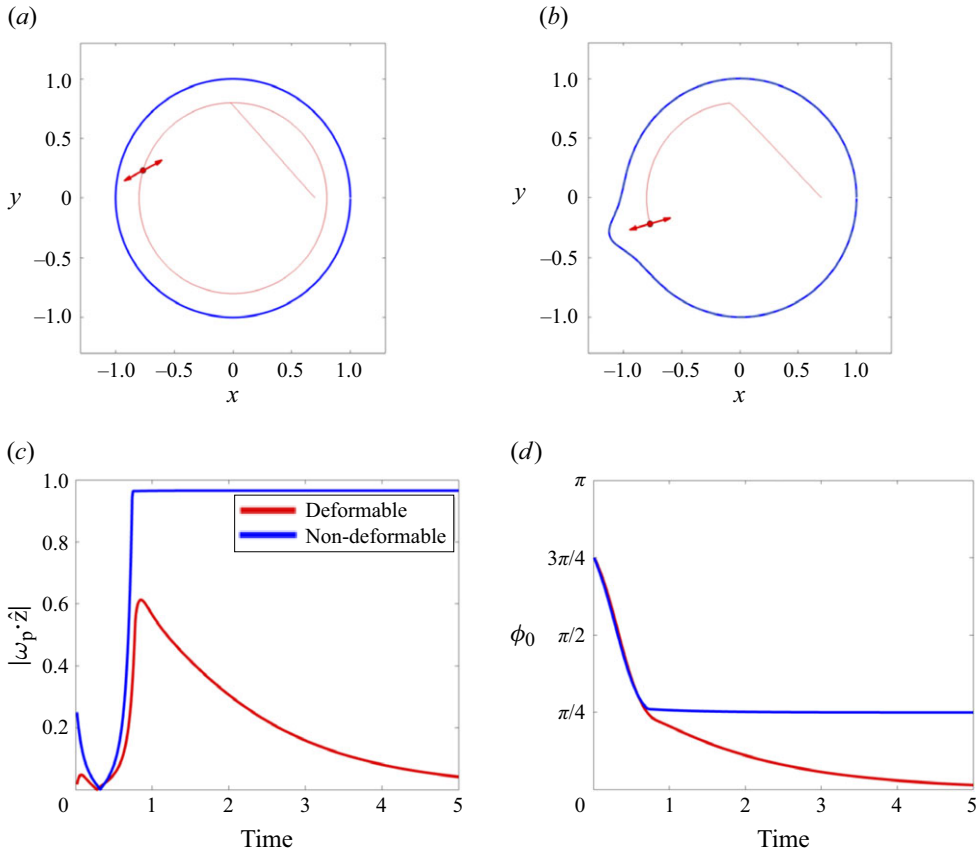 (a)
(b)
1.0
0.5
0
–0.5
–1.0
y
–1.0 –0.5 0 0.5 1.0
x
1.0
0.5
0
–0.5
–1.0
y
–1.0 –0.5 0 0.5 1.0
x
(c)
(d)
1.0
0.8
0.6
0.4
0.2
0
|ωp·ẑ|
Deformable
Non-deformable
1 2 3 4 5
Time
π
3π/4
π/2
π/4
ϕ0
0 1 2 3 4 5
Time